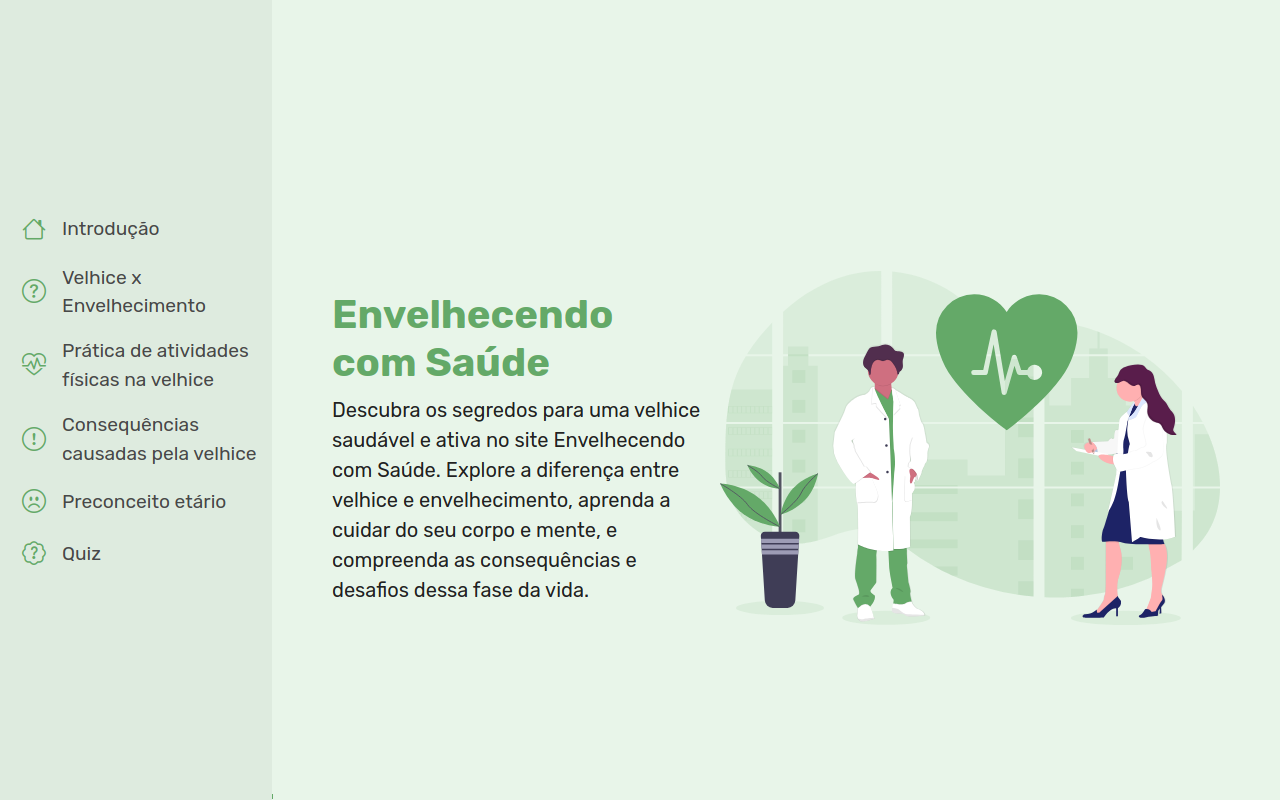 Introdução
Velhice x
Envelhecimento
Prática de atividades
físicas na velhice
Consequências
causadas pela velhice
Preconceito etário
Quiz
Envelhecendo
com Saúde
Descubra os segredos para uma velhice
saudável e ativa no site Envelhecendo
com Saúde. Explore a diferença entre
velhice e envelhecimento, aprenda a
cuidar do seu corpo e mente, e
compreenda as consequências e
desafios dessa fase da vida.